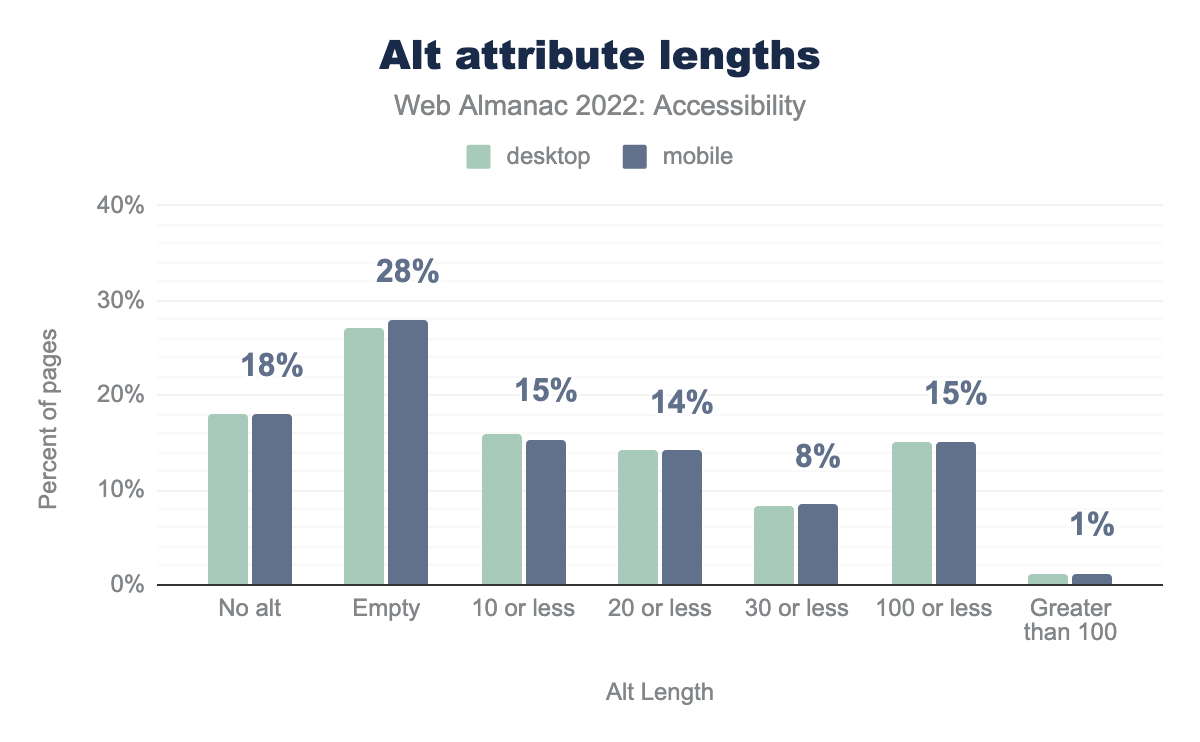 Alt attribute lengths
Web Almanac 2022: Accessibility
desktop mobile
40%
30%
20%
10%
0%
Percent of pages
18%
28%
15%
14%
8%
15%
1%
No alt
Empty
10 or less
20 or less
30 or less
100 or less
Greater
than 100
Alt Length